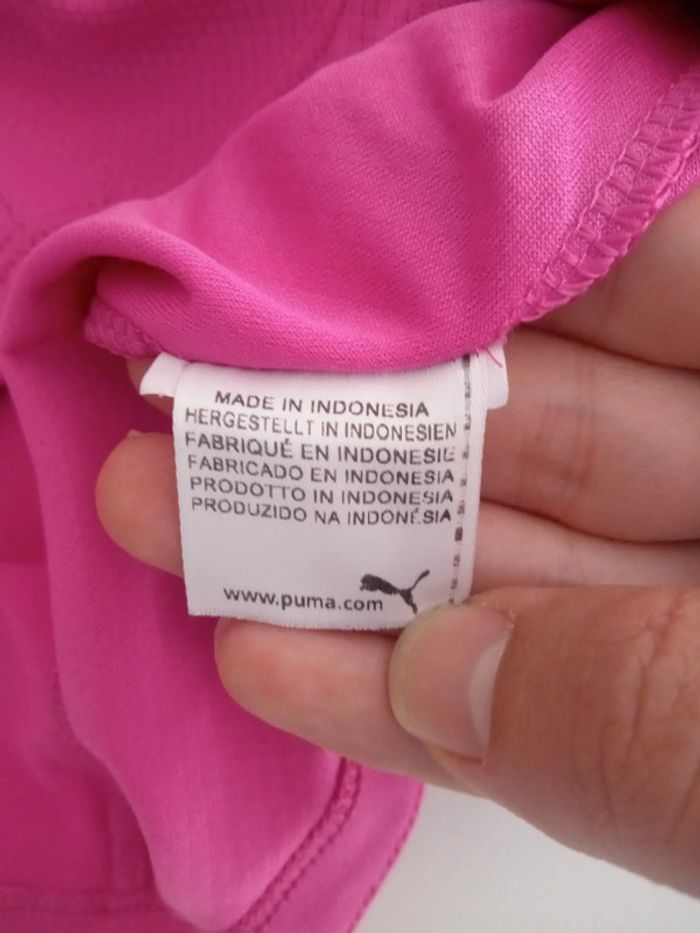 MADE IN INDONESIA
HERGESTELLT IN INDONESIEN
FABRIQUÉ EN INDONESIE
FABRICADO EN INDONESIA
PRODOTTO IN INDONESIA
PRODUZIDO NA INDONÉSIA
www.puma.com